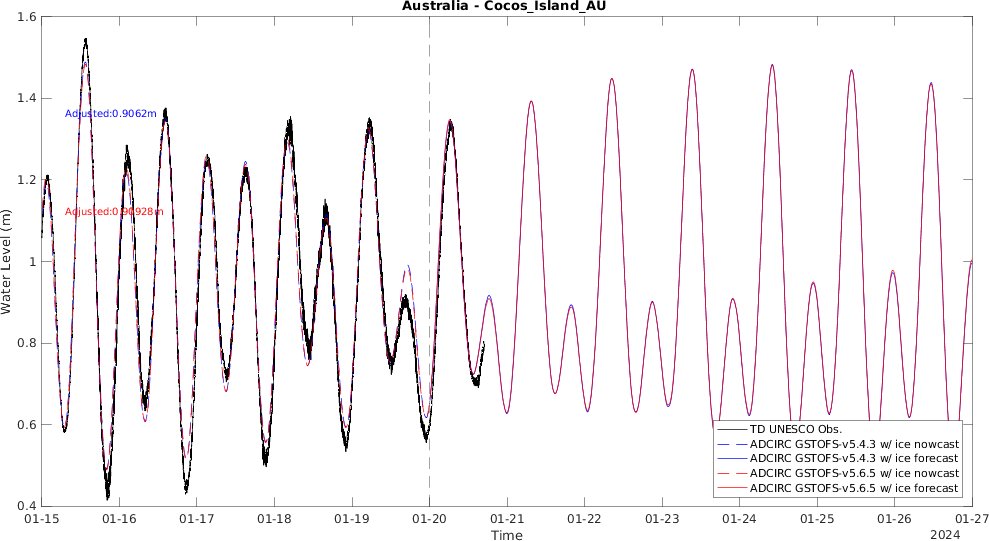 Australia - Cocos_Island_AU
1.6
1.4
1.2
1
0.8
0.6
0.4
Water Level (m)
Adjusted:0.9062m
Adjusted:0.90928m
TD UNESCO Obs.
ADCIRC GSTOFS-v5.4.3 w/ ice nowcast
ADCIRC GSTOFS-v5.4.3 w/ ice forecast
ADCIRC GSTOFS-v5.6.5 w/ ice nowcast
ADCIRC GSTOFS-v5.6.5 w/ ice forecast
01-15 01-16 01-17 01-18 01-19 01-20 01-21 01-22 01-23 01-24 01-25 01-26 01-27
Time
2024